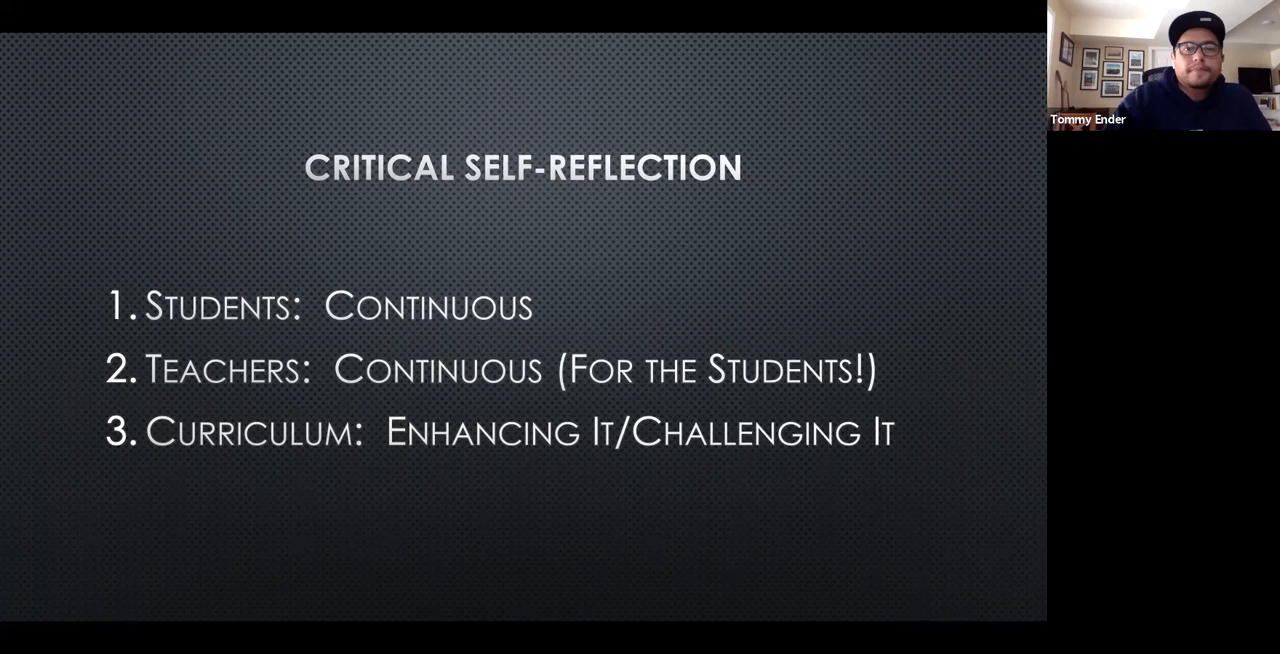 CRITICAL SELF-REFLECTION
1. STUDENTS: CONTINUOUS
2. TEACHERS: CONTINUOUS (FOR THE STUDENTS!)
3. CURRICULUM: ENHANCING IT/CHALLENGING IT
Tommy Ender